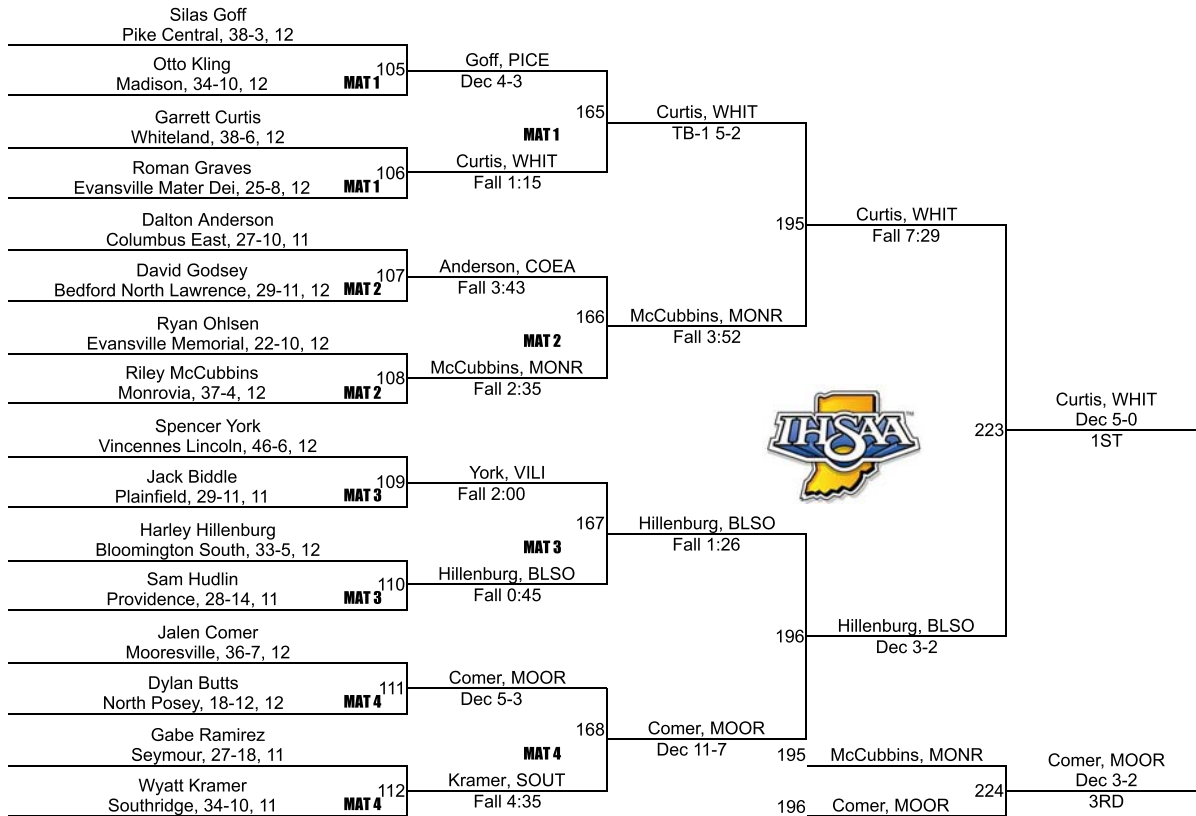 Silas Goff
Pike Central, 38-3, 12
Otto Kling
Madison, 34-10, 12
MAT 1
105
Goff, PICE
Dec 4-3
Garrett Curtis
Whiteland, 38-6, 12
Roman Graves
Evansville Mater Dei, 25-8, 12
MAT 1
106
Curtis, WHIT
Fall 1:15
165
MAT 1
Curtis, WHIT
TB-1 5-2
Dalton Anderson
Columbus East, 27-10, 11
David Godsey
Bedford North Lawrence, 29-11, 12
MAT 2
107
Anderson, COEA
Fall 3:43
Ryan Ohlsen
Evansville Memorial, 22-10, 12
Riley McCubbins
Monrovia, 37-4, 12
MAT 2
108
McCubbins, MONR
Fall 2:35
166
MAT 2
McCubbins, MONR
Fall 3:52
195
Curtis, WHIT
Fall 7:29
Spencer York
Vincennes Lincoln, 46-6, 12
Jack Biddle
Plainfield, 29-11, 11
MAT 3
109
York, VILI
Fall 2:00
Harley Hillenburg
Bloomington South, 33-5, 12
Sam Hudlin
Providence, 28-14, 11
MAT 3
110
Hillenburg, BLSO
Fall 0:45
167
MAT 3
Hillenburg, BLSO
Fall 1:26
Jalen Comer
Mooresville, 36-7, 12
Dylan Butts
North Posey, 18-12, 12
MAT 4
111
Comer, MOOR
Dec 5-3
Gabe Ramirez
Seymour, 27-18, 11
Wyatt Kramer
Southridge, 34-10, 11
MAT 4
112
Kramer, SOUT
Fall 4:35
168
MAT 4
Comer, MOOR
Dec 11-7
196
Hillenburg, BLSO
Dec 3-2
IHSAA™
223
Curtis, WHIT
Dec 5-0
1ST
195
McCubbins, MONR
196
Comer, MOOR
224
Comer, MOOR
Dec 3-2
3RD